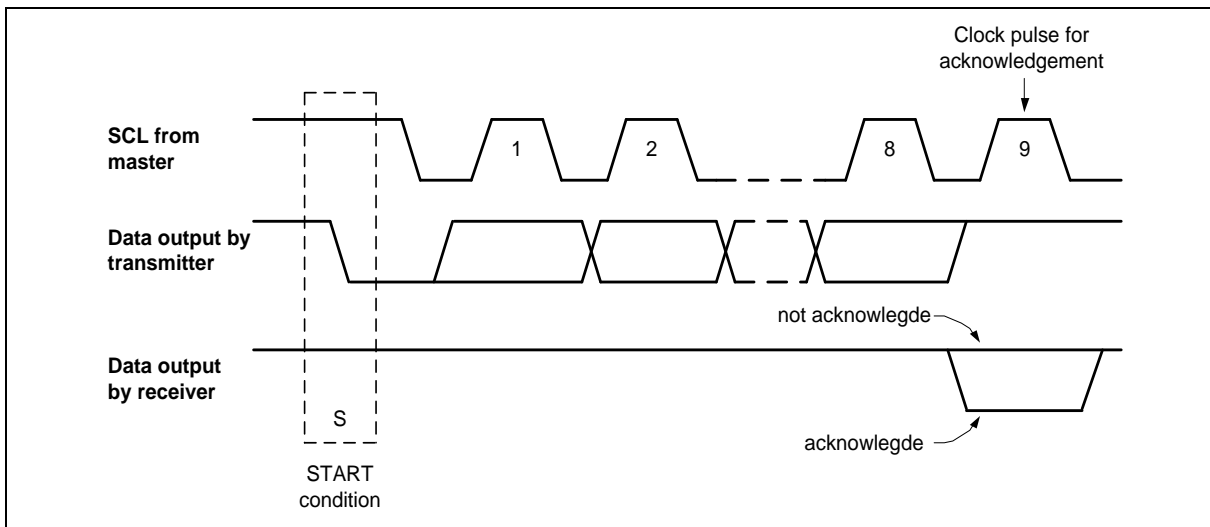 Clock pulse for
acknowledgement
SCL from
master
1
2
8
9
Data output by
transmitter
not acknowlegde
Data output
by receiver
S
acknowlegde
START
condition